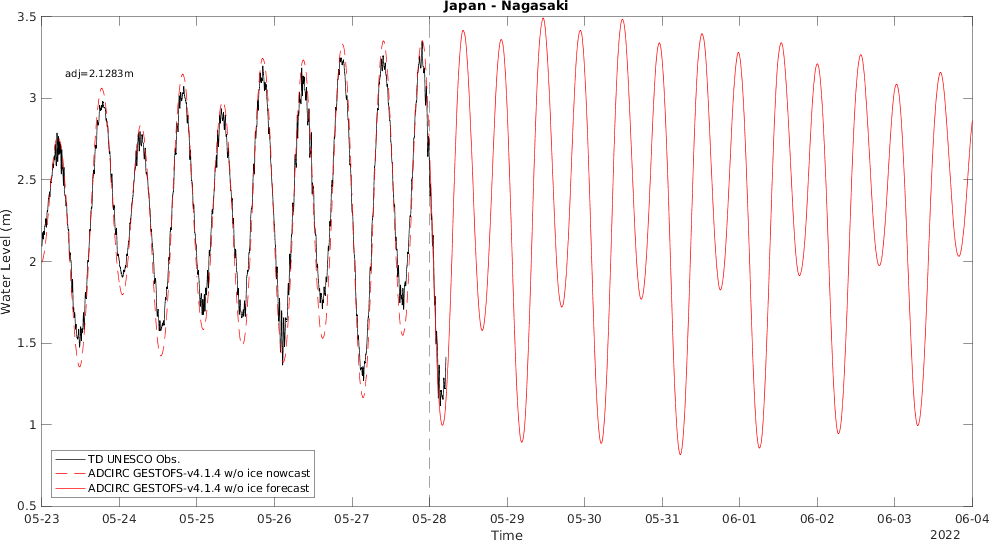 Japan - Nagasaki
3.5
adj=2.1283m
3
2.5
2
1.5
1
0.5
Water Level (m)
TD UNESCO Obs.
ADCIRC GESTOFS-v4.1.4 w/o ice nowcast
ADCIRC GESTOFS-v4.1.4 w/o ice forecast
05-23 05-24 05-25 05-26 05-27 05-28 05-29 05-30 05-31 06-01 06-02 06-03 06-04
Time
2022